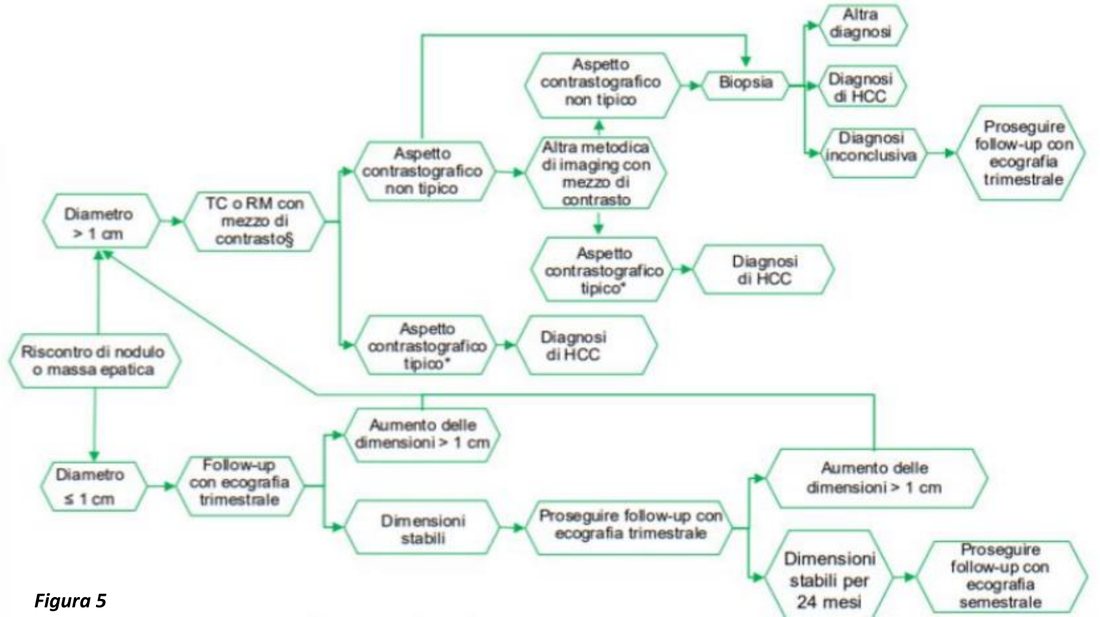 Altra
diagnosi
Aspetto
contrastografico
non tipico
Biopsia
Diagnosi
di HCC
Diagnosi
inconclusiva
Proseguire
follow-up con
ecografia
trimestrale
Aspetto
contrastografico
non tipico
Altra metodica
di imaging con
mezzo di
contrasto
Diametro
> 1 cm
TC o RM con
mezzo di
contrasto§
Aspetto
contrastografico
tipico*
Diagnosi
di HCC
Aspetto
contrastografico
tipico*
Diagnosi
di HCC
Riscontro di nodulo
o massa epatica
Aumento delle
dimensioni > 1 cm
Diametro
≤ 1 cm
Follow-up
con ecografia
trimestrale
Dimensioni
stabili
Proseguire follow-up con
ecografia trimestrale
Aumento delle
dimensioni > 1 cm
Dimensioni
stabili per
24 mesi
Proseguire
follow-up con
ecografia
semestrale
Figura 5